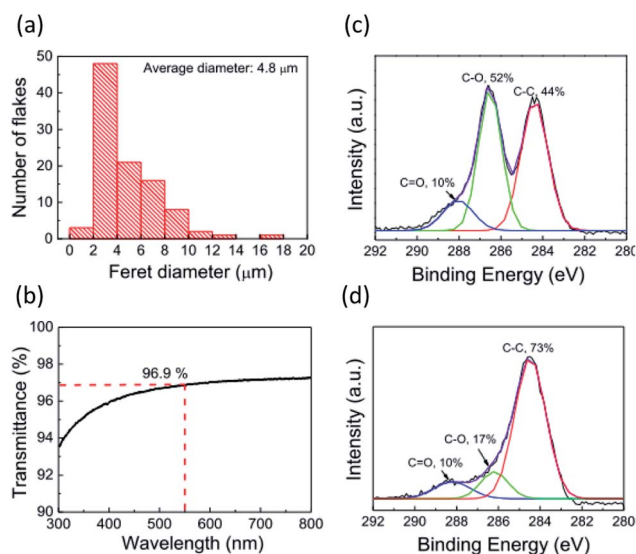 (a)
Average diameter: 4.8 μm
50
40
30
20
10
0
0 2 4 6 8 10 12 14 16 18 20
Number of flakes
Feret diameter (μm)
(b)
96.9 %
100
98
96
94
92
90
300 400 500 600 700 800
Transmittance (%)
Wavelength (nm)
(c)
C-O, 52%
C-C, 44%
C=O, 10%
292 290 288 286 284 282 280
Intensity (a.u.)
Binding Energy (eV)
(d)
C-C, 73%
C-O, 17%
C=O, 10%
292 290 288 286 284 282 280
Intensity (a.u.)
Binding Energy (eV)